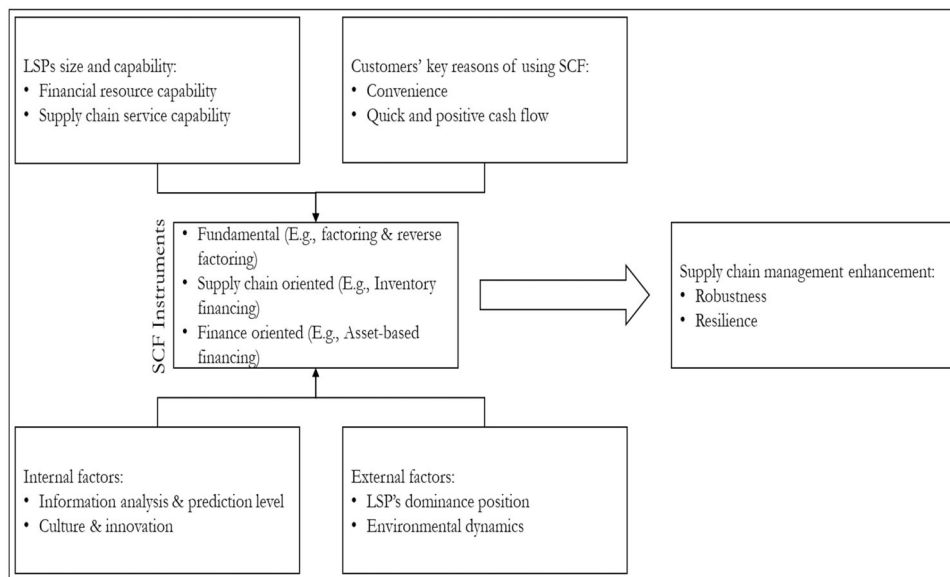 LSPs size and capability:
• Financial resource capability
• Supply chain service capability
Customers' key reasons of using SCF:
• Convenience
• Quick and positive cash flow
SCF Instruments
• Fundamental (E.g., factoring & reverse
factoring)
• Supply chain oriented (E.g., Inventory
financing)
• Finance oriented (E.g., Asset-based
financing)
Supply chain management enhancement:
• Robustness
• Resilience
Internal factors:
• Information analysis & prediction level
• Culture & innovation
External factors:
• LSP's dominance position
• Environmental dynamics